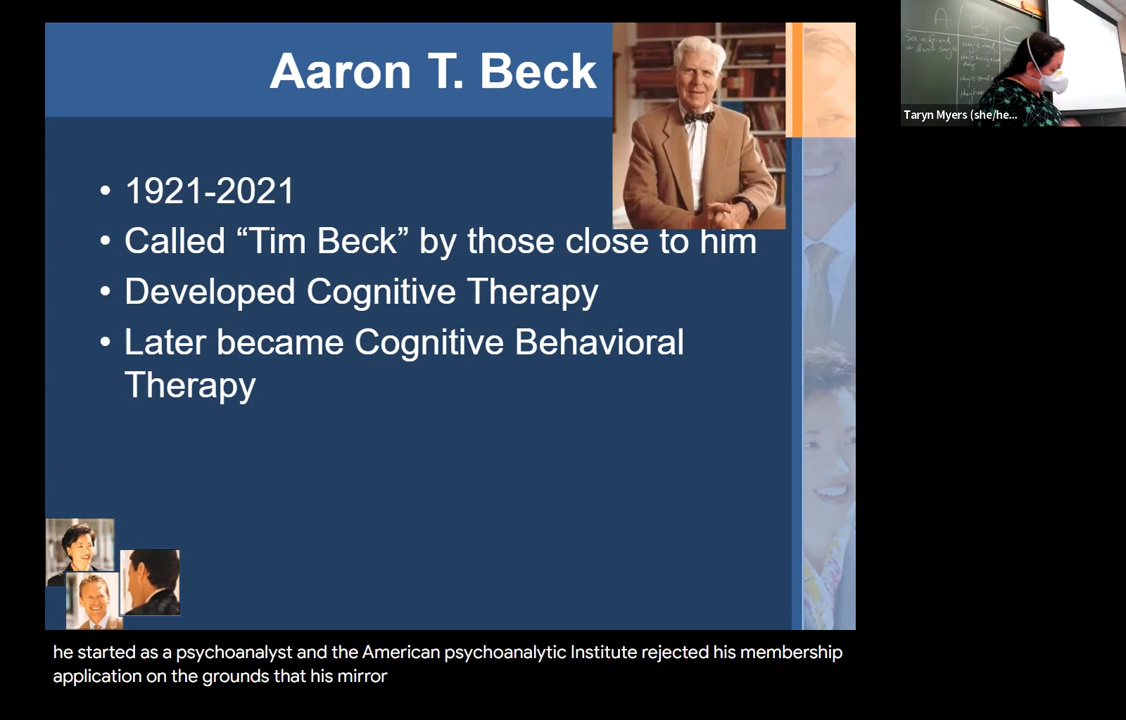 Aaron T. Beck
• 1921-2021
• Called “Tim Beck” by those close to him
• Developed Cognitive Therapy
• Later became Cognitive Behavioral
Therapy
he started as a psychoanalyst and the American psychoanalytic Institute rejected his membership
application on the grounds that his mirror
A B C
Taryn Myers (she/he...